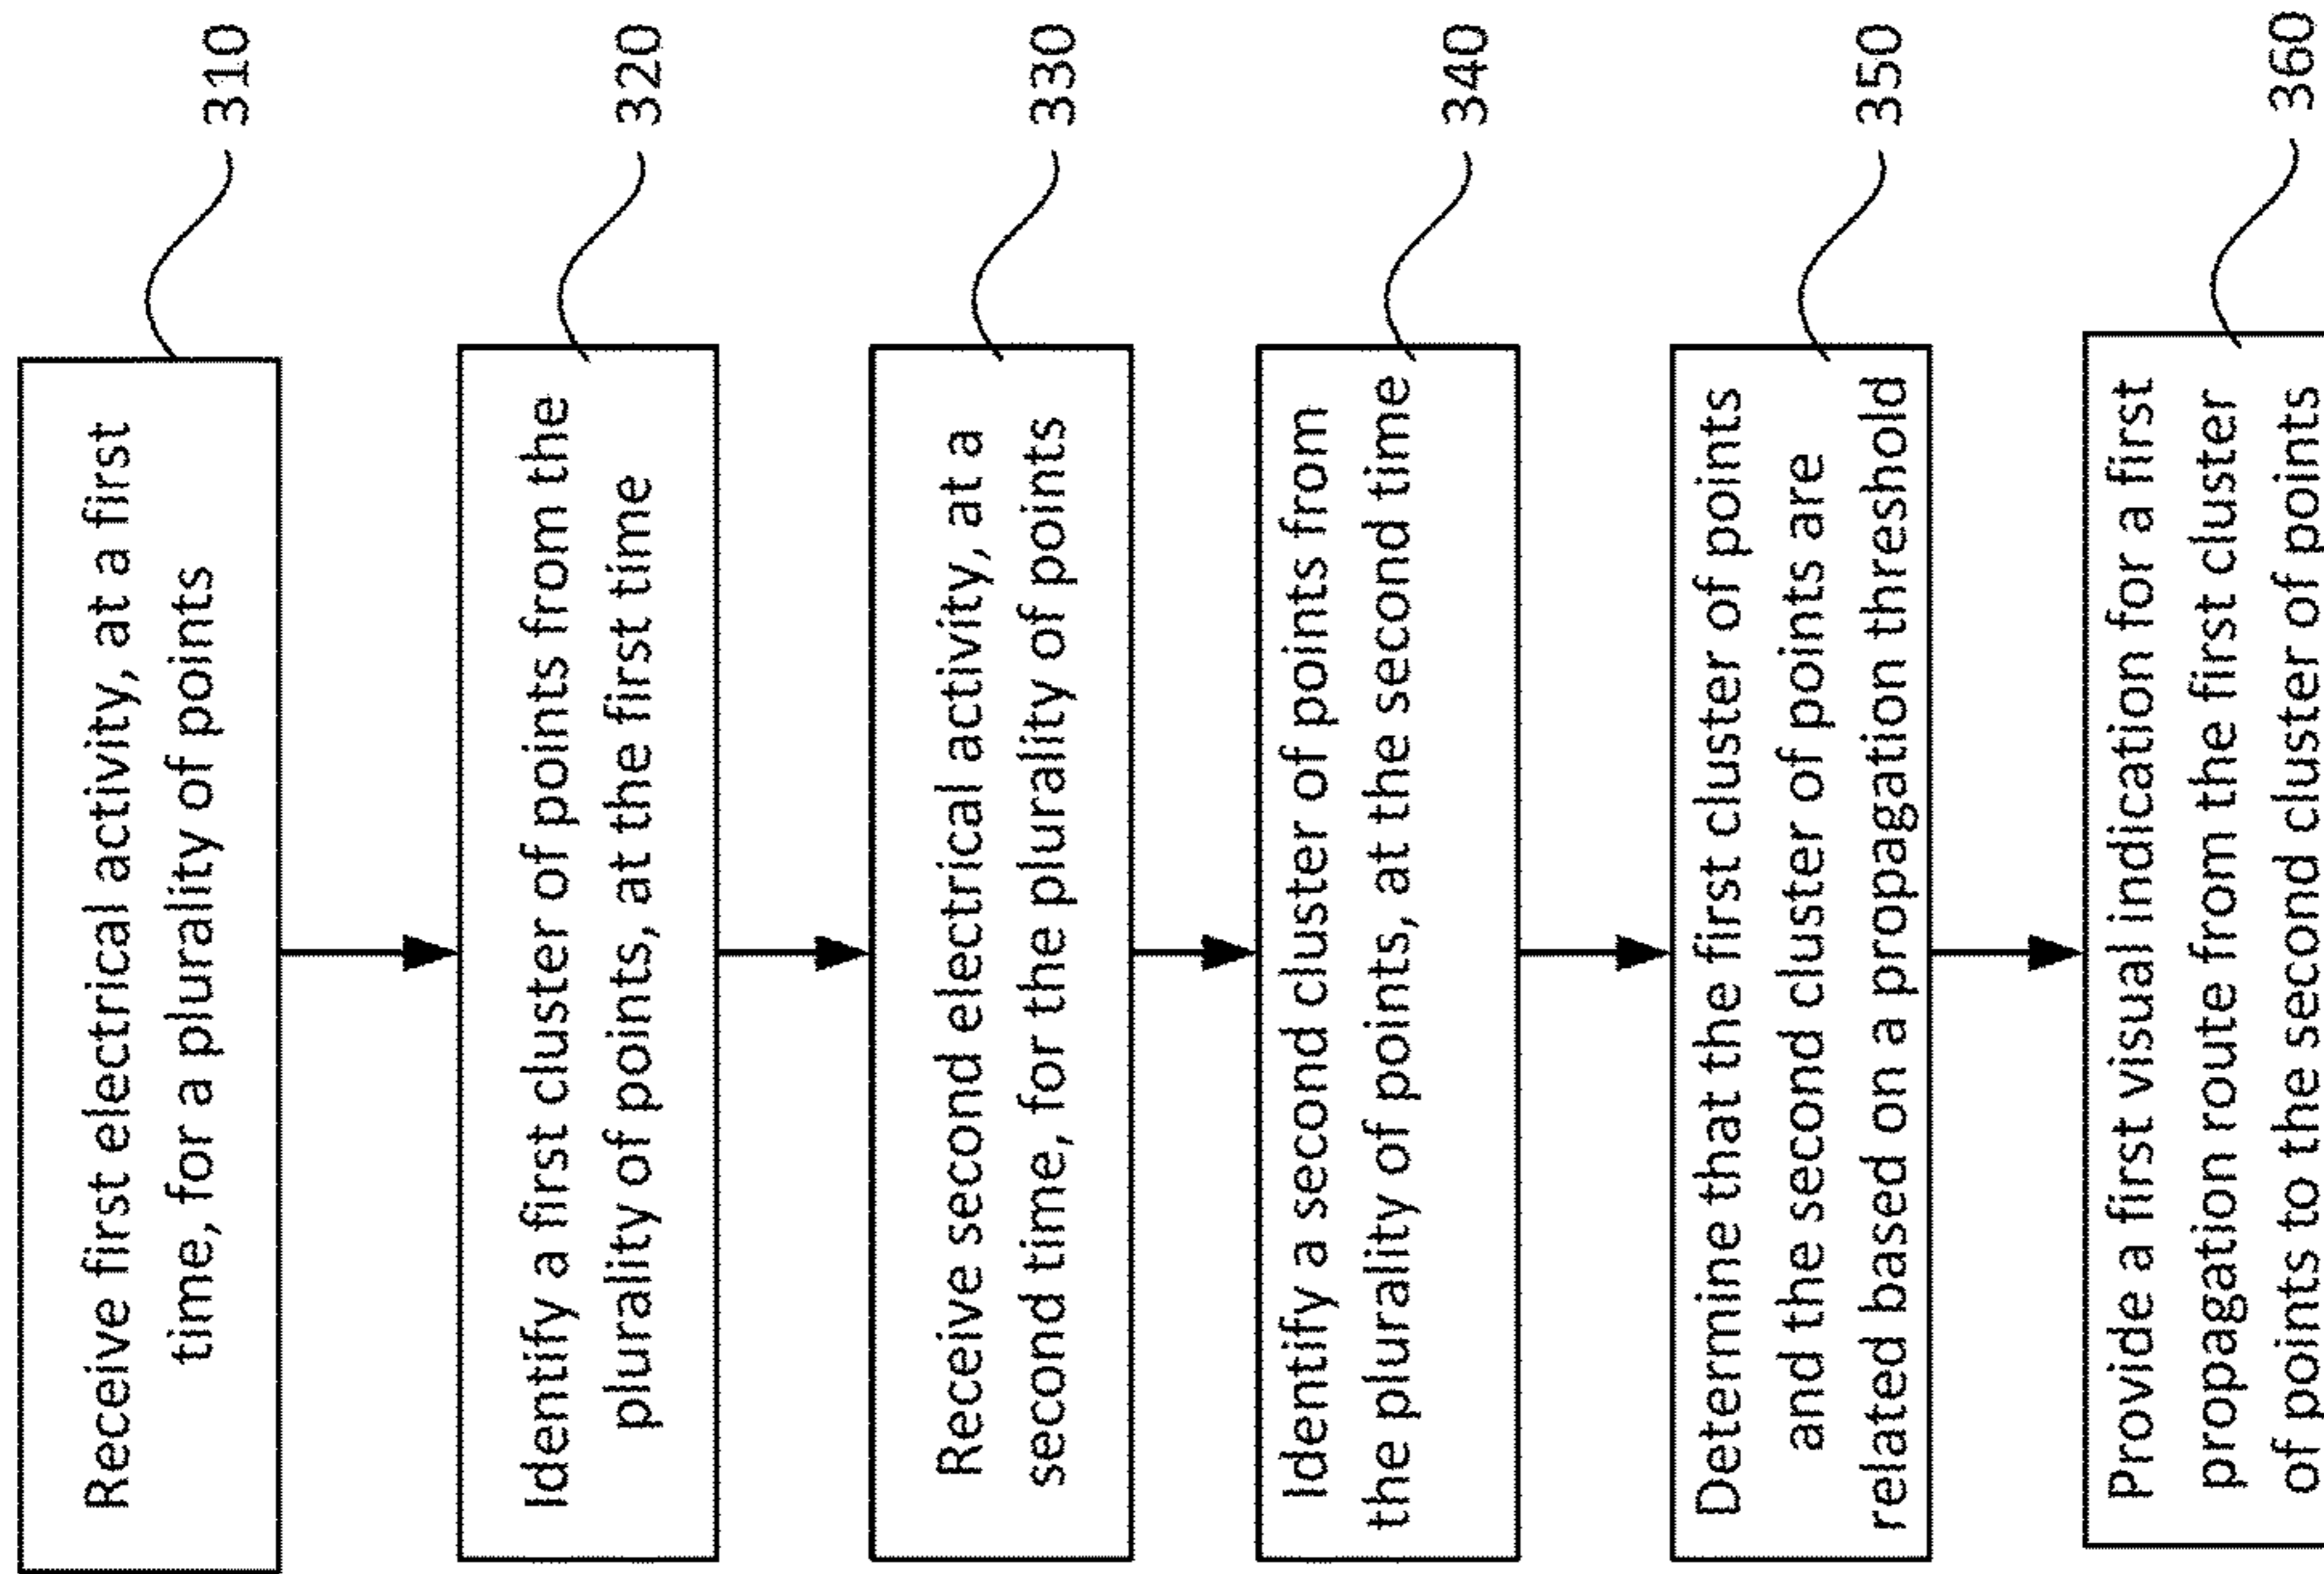 Receive first electrical activity, at a first
time, for a plurality of points
310
Identify a first cluster of points from the
plurality of points, at the first time
320
Receive second electrical activity, at a
second time, for the plurality of points
330
Identify a second cluster of points from
the plurality of points, at the second time
340
Determine that the first cluster of points
and the second cluster of points are
related based on a propagation threshold
350
Provide a first visual indication for a first
propagation route from the first cluster
of points to the second cluster of points
360